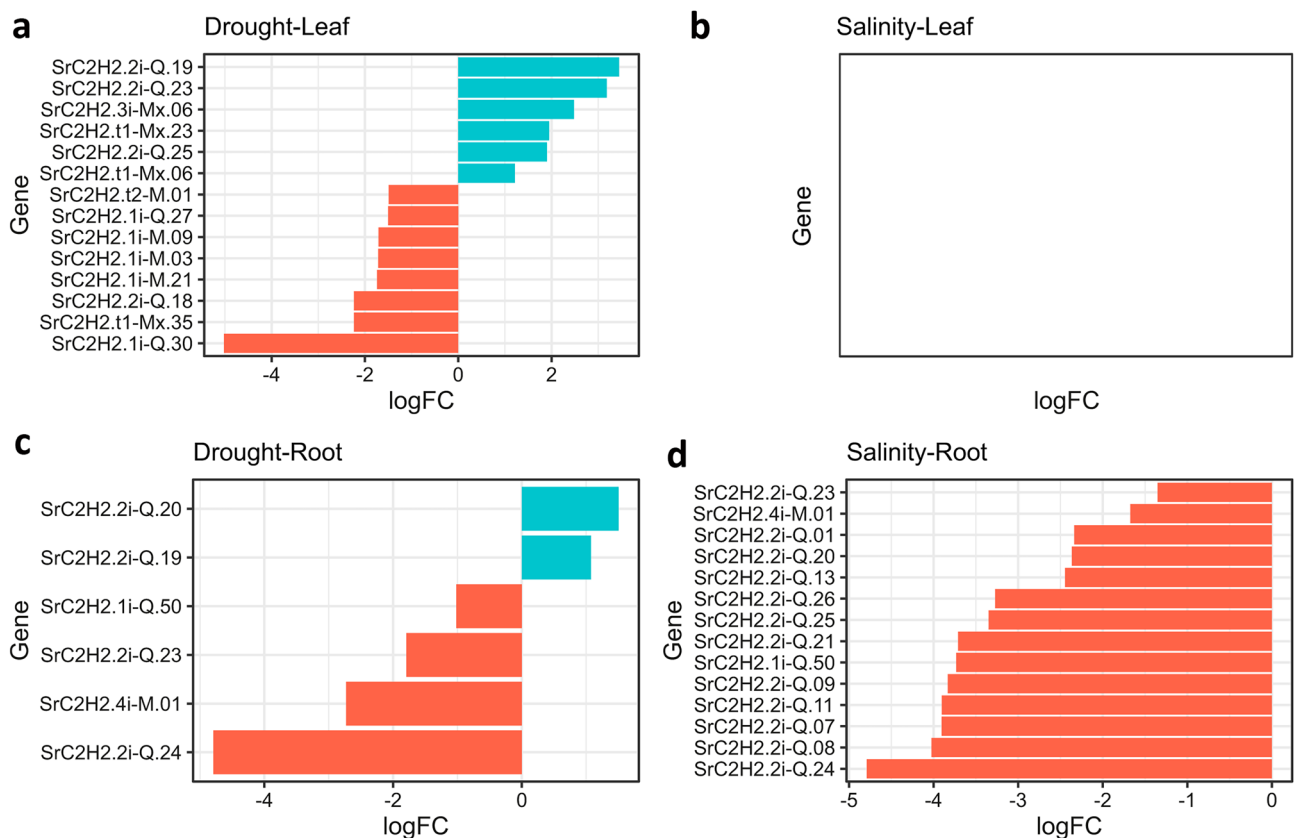 a
Drought-Leaf
SrC2H2.2i-Q.19
SrC2H2.2i-Q.23
SrC2H2.3i-Mx.06
SrC2H2.t1-Mx.23
SrC2H2.2i-Q.25
SrC2H2.t1-Mx.06
SrC2H2.t2-M.01
SrC2H2.1i-Q.27
SrC2H2.1i-M.09
SrC2H2.1i-M.03
SrC2H2.1i-M.21
SrC2H2.2i-Q.18
SrC2H2.t1-Mx.35
SrC2H2.1i-Q.30
Gene
-4 -2 0 2
logFC
b
Salinity-Leaf
Gene
logFC
c
Drought-Root
SrC2H2.2i-Q.20
SrC2H2.2i-Q.19
SrC2H2.1i-Q.50
SrC2H2.2i-Q.23
SrC2H2.4i-M.01
SrC2H2.2i-Q.24
Gene
-4 -2 0
logFC
d
Salinity-Root
SrC2H2.2i-Q.23
SrC2H2.4i-M.01
SrC2H2.2i-Q.01
SrC2H2.2i-Q.20
SrC2H2.2i-Q.13
SrC2H2.2i-Q.26
SrC2H2.2i-Q.25
SrC2H2.2i-Q.21
SrC2H2.1i-Q.50
SrC2H2.2i-Q.09
SrC2H2.2i-Q.11
SrC2H2.2i-Q.07
SrC2H2.2i-Q.08
SrC2H2.2i-Q.24
Gene
-5 -4 -3 -2 -1 0
logFC